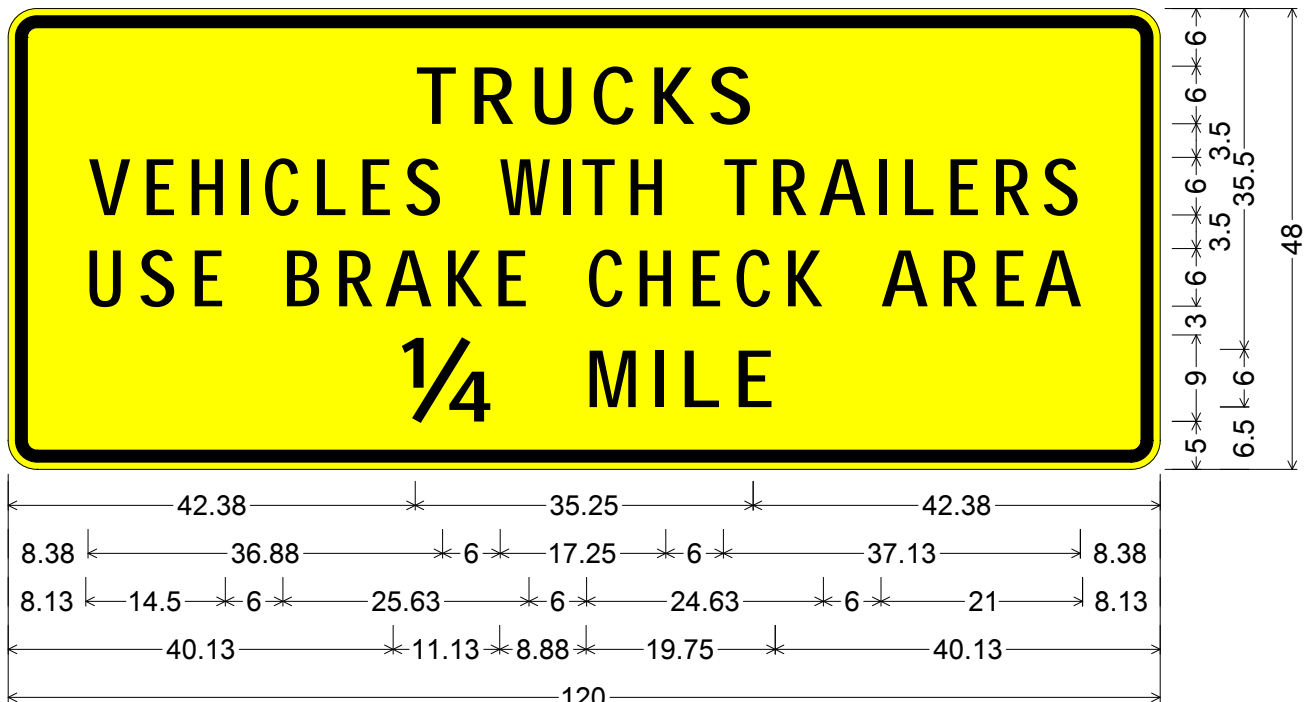 TRUCKS
VEHICLES WITH TRAILERS
USE BRAKE CHECK AREA
¼ MILE
6
6
3.5
6
3.5
6
3
9
5
35.5
6
6.5
48
42.38 35.25 42.38
8.38 36.88 6 17.25 6 37.13 8.38
8.13 14.5 6 25.63 6 24.63 6 21 8.13
40.13 11.13 8.88 19.75 40.13
120